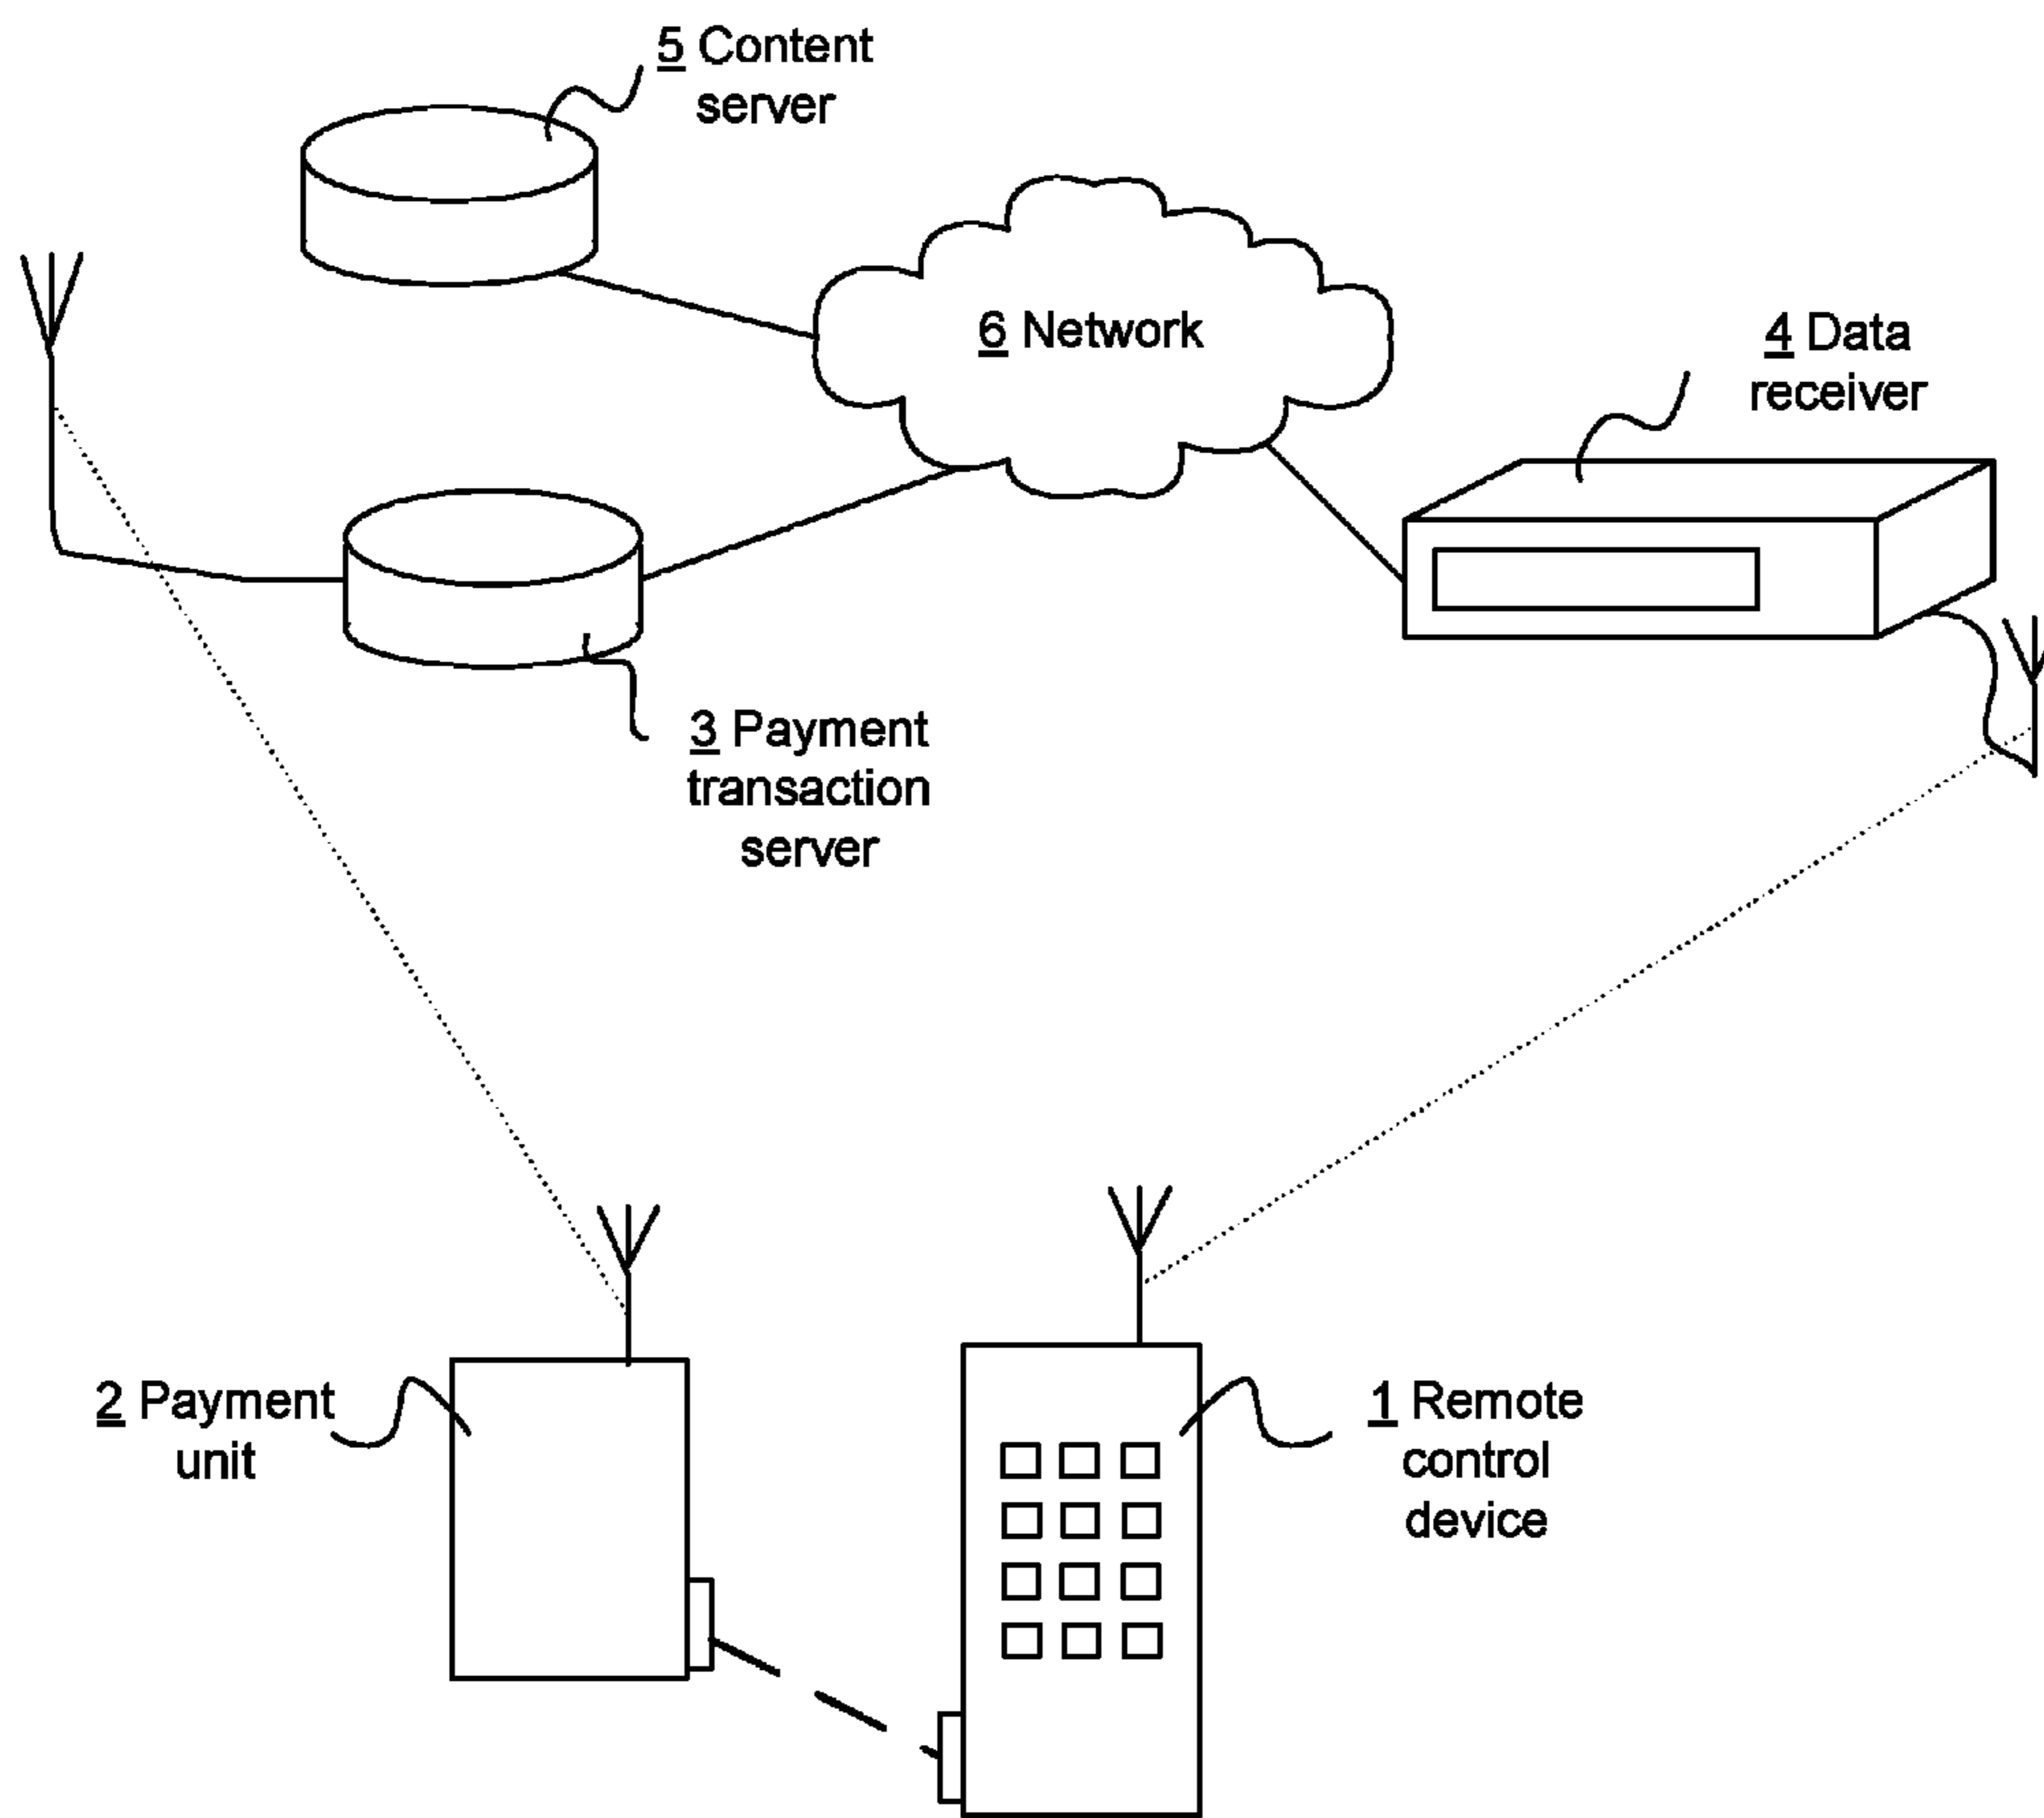 5 Content
server
6 Network
4 Data
receiver
3 Payment
transaction
server
2 Payment
unit
1 Remote
control
device